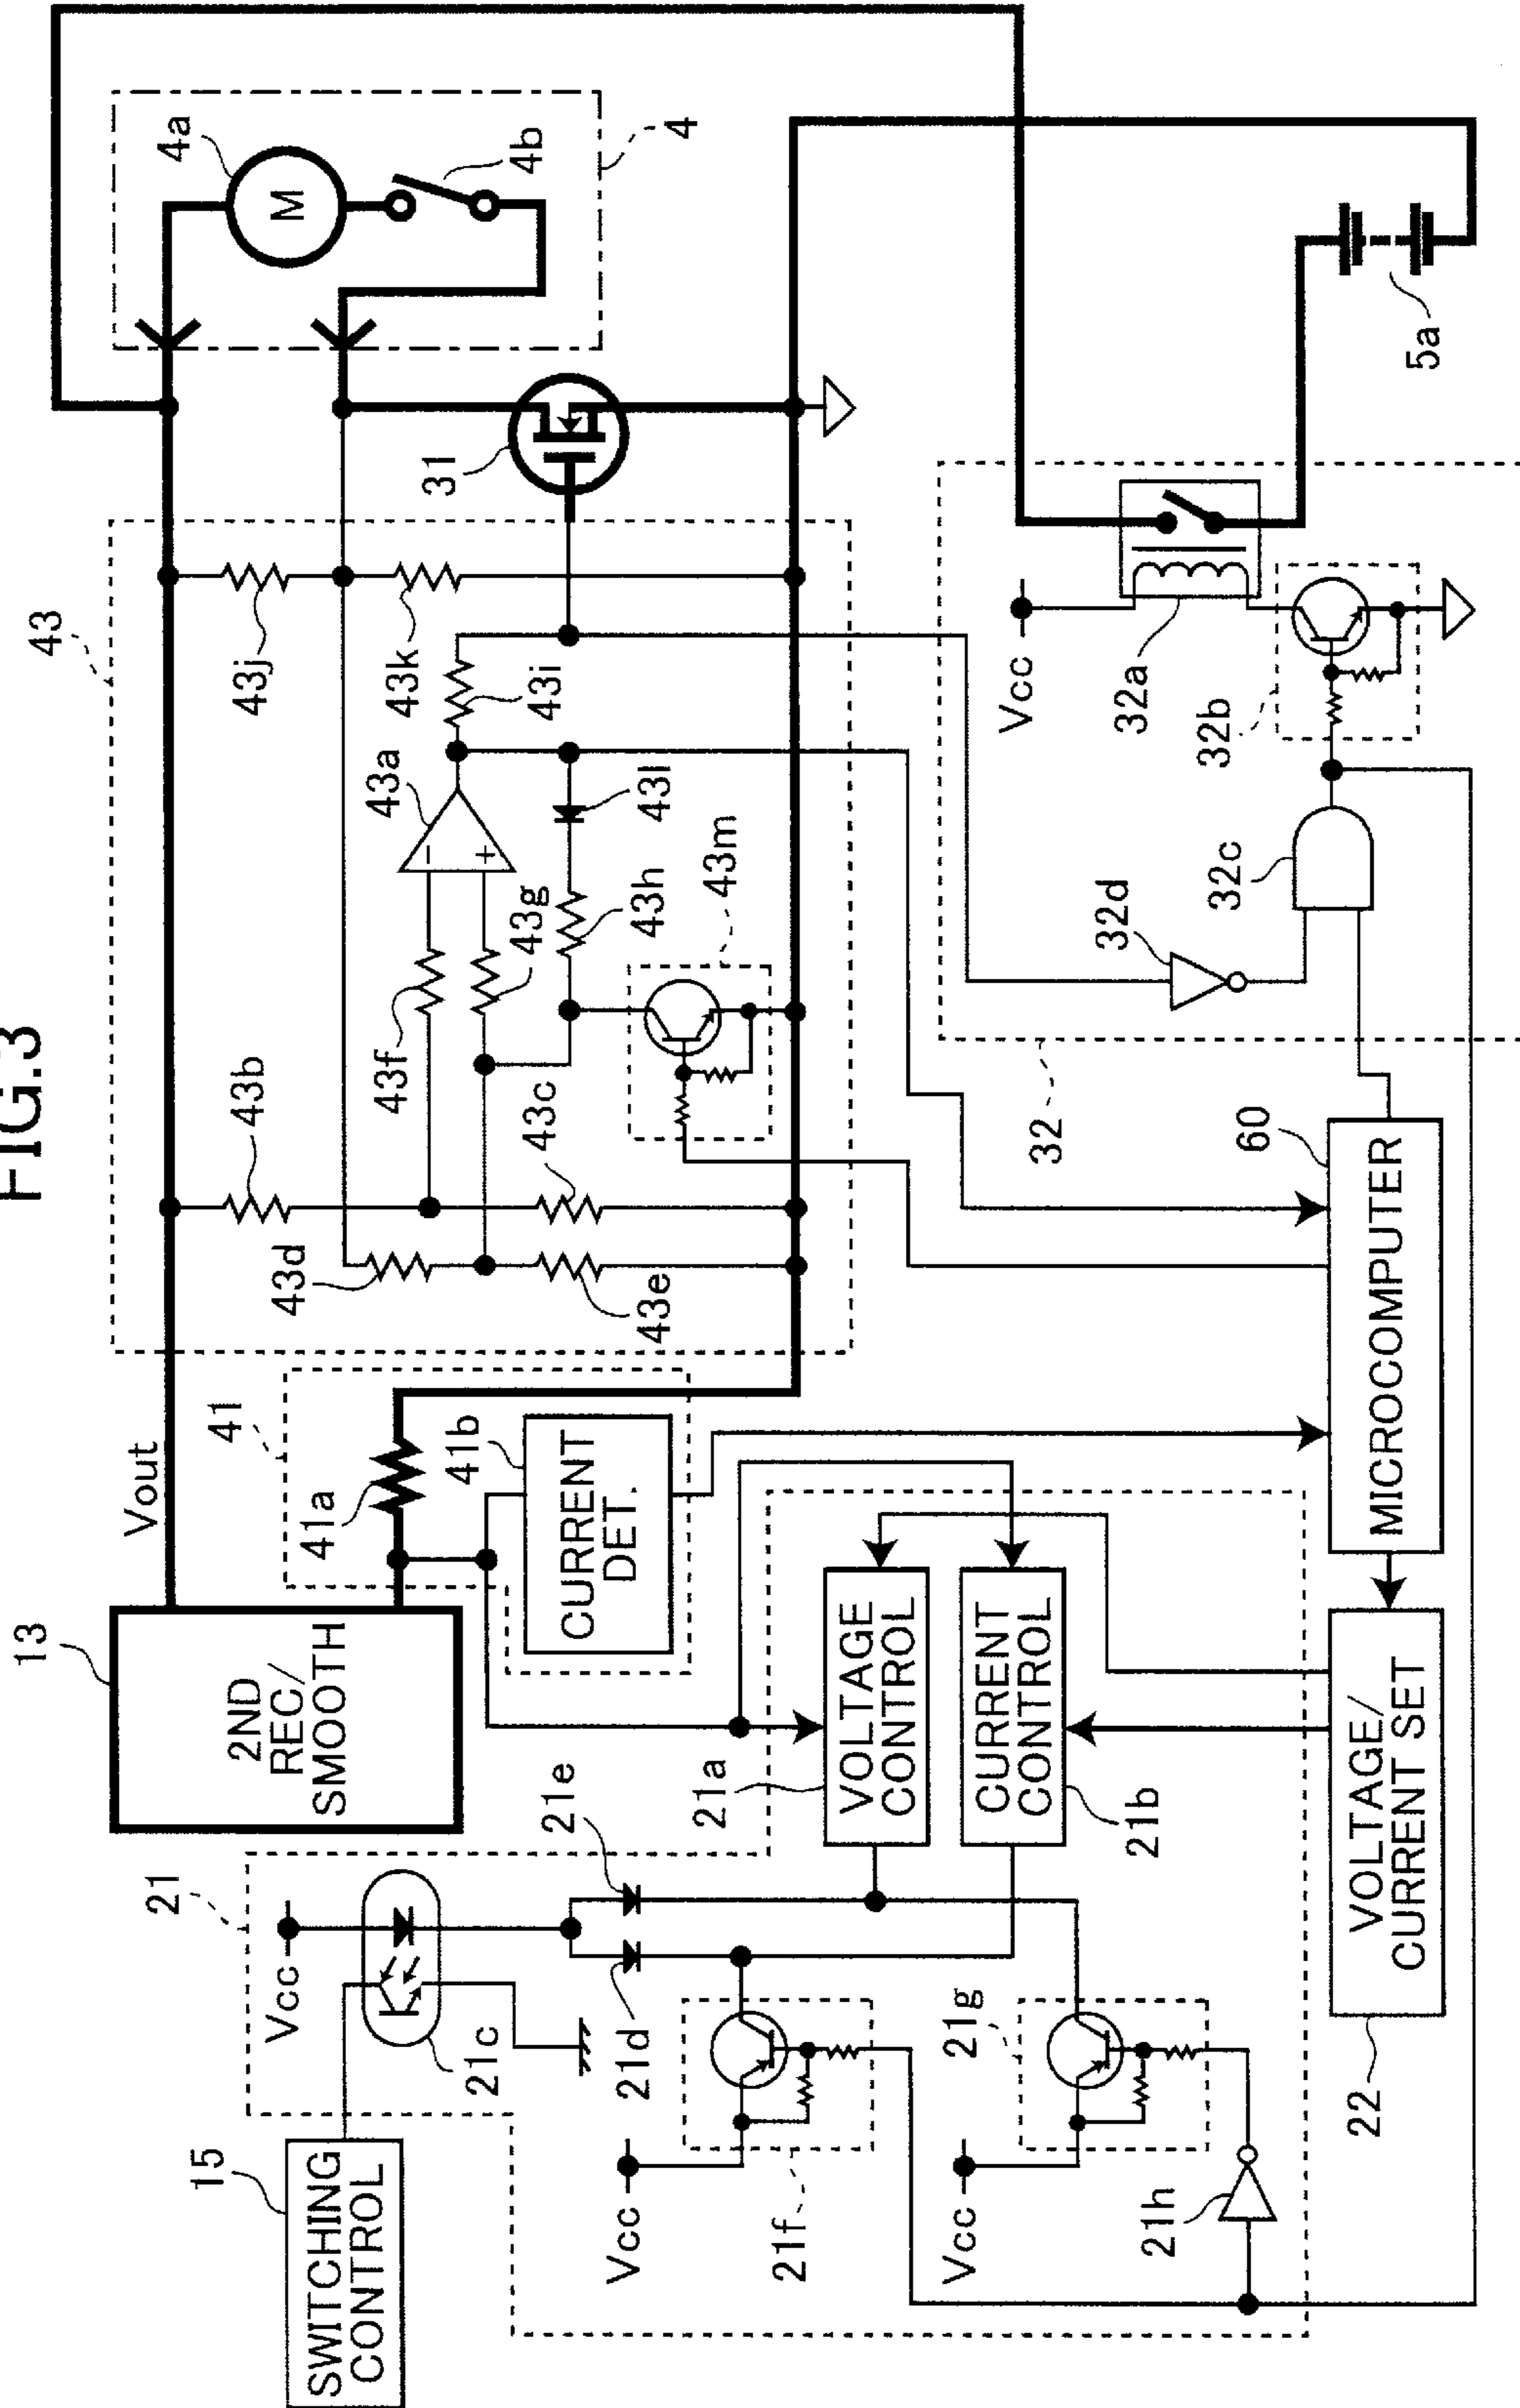 FIG.3
13
2ND
REC/
SMOOTH
Vout
41
41a
41b
CURRENT
DET.
43
43b
43d
43c
43e
43f
43g
43a
43h
43i
43j
43k
43l
43m
31
4
4a
M
4b
5a
15
SWITCHING
CONTROL
21
Vcc
21c
21d
21e
21a
VOLTAGE
CONTROL
CURRENT
CONTROL
21b
Vcc
21f
Vcc
21g
21h
22
VOLTAGE/
CURRENT SET
60
MICROCOMPUTER
32
32d
32c
32b
32a
Vcc
−
+